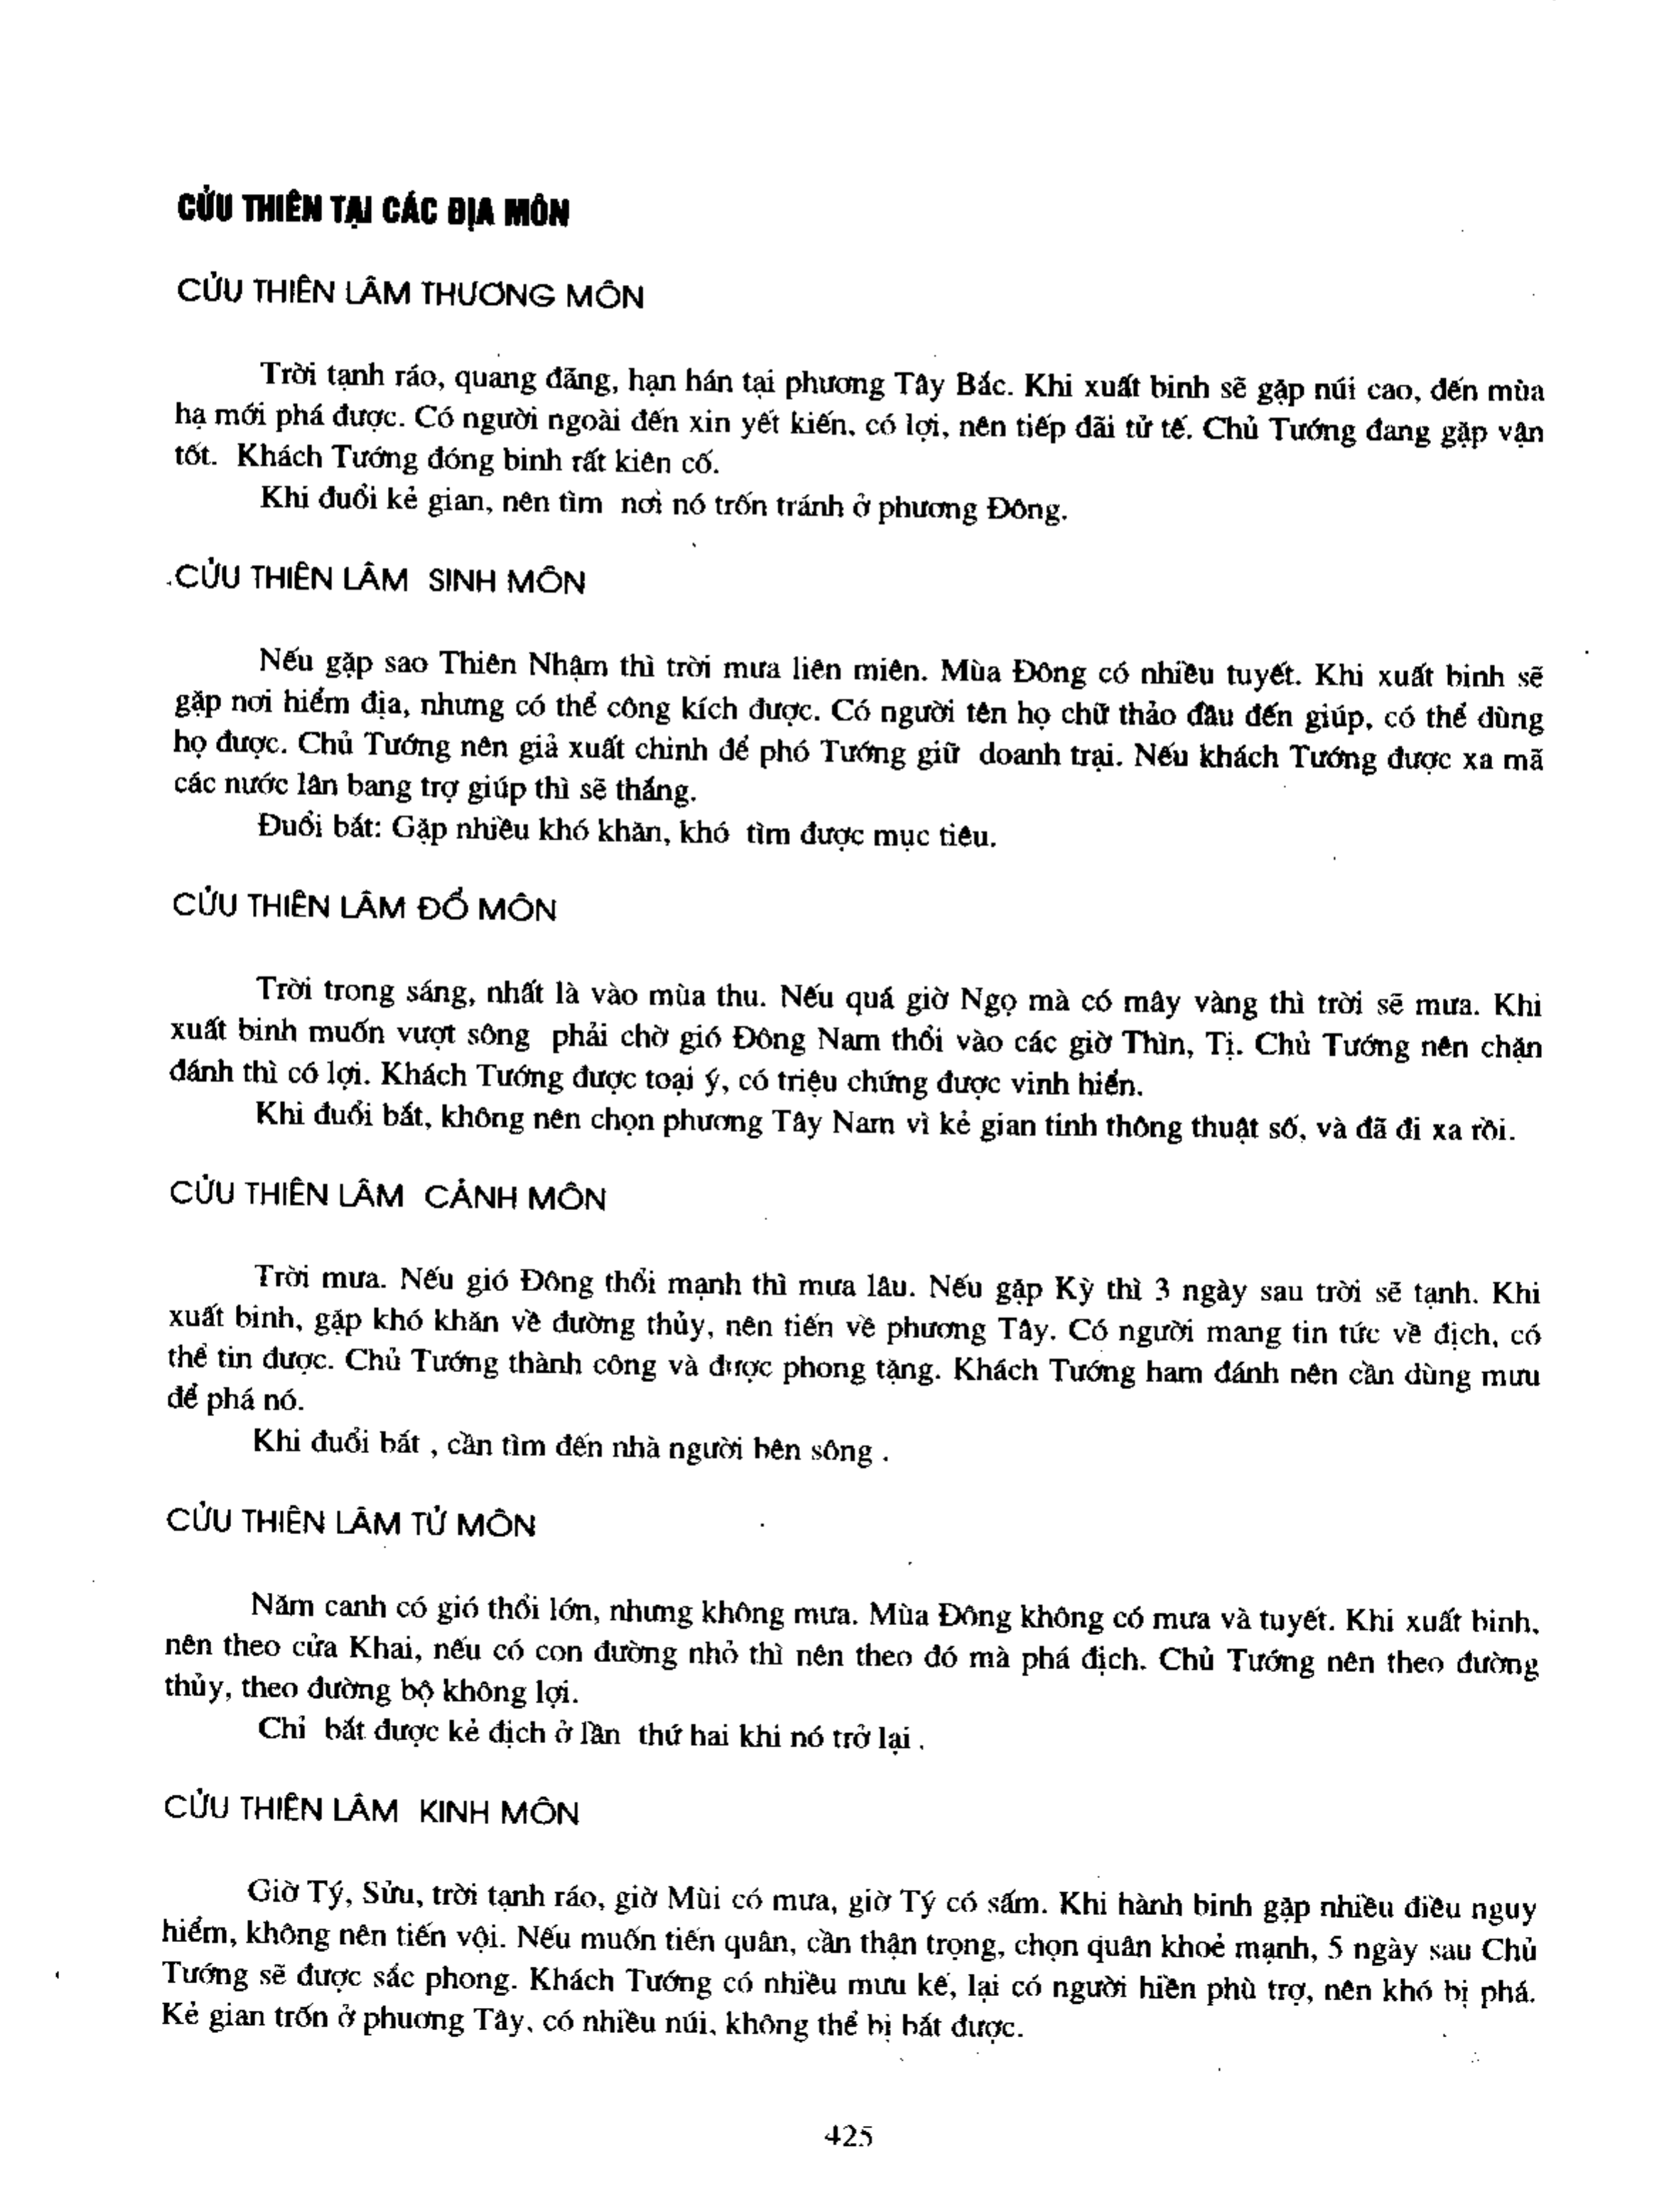 CỬU THIÊN TẠI CÁC ĐỊA MÔN
CỬU THIÊN LÂM THƯƠNG MÔN
Trời tạnh ráo, quang đãng, hạn hán tại phương Tây Bắc. Khi xuất binh sẽ gặp núi cao, đến mùa
hạ mới phá được. Có người ngoài đến xin yết kiến, có lợi, nên tiếp đãi tử tế. Chủ Tướng đang gặp vận
tốt. Khách Tướng đóng binh rất kiên cố.
Khi đuổi kẻ gian, nên tìm nơi nó trốn tránh ở phương Đông.
CỬU THIÊN LÂM SINH MÔN
Nếu gặp sao Thiên Nhậm thì trời mưa liên miên. Mùa Đông có nhiều tuyết. Khi xuất binh sẽ
gặp nơi hiểm địa, nhưng có thể công kích được. Có người tên họ chữ thảo đầu đến giúp, có thể dùng
họ được. Chủ Tướng nên giả xuất chinh để phó Tướng giữ doanh trại. Nếu khách Tướng được xa mã
các nước lân bang trợ giúp thì sẽ thắng.
Đuổi bắt: Gặp nhiều khó khăn, khó tìm được mục tiêu.
CỬU THIÊN LÂM ĐỔ MÔN
Trời trong sáng, nhất là vào mùa thu. Nếu quá giờ Ngọ mà có mây vàng thì trời sẽ mưa. Khi
xuất binh muốn vượt sông phải chờ gió Đông Nam thổi vào các giờ Thìn, Tị. Chủ Tướng nên chặn
đánh thì có lợi. Khách Tướng được toại ý, có triệu chứng được vinh hiển.
Khi đuổi bắt, không nên chọn phương Tây Nam vì kẻ gian tinh thông thuật số, và đã đi xa rồi.
CỬU THIÊN LÂM CẢNH MÔN
Trời mưa. Nếu gió Đông thổi mạnh thì mưa lâu. Nếu gặp Kỳ thì 3 ngày sau trời sẽ tạnh. Khi
xuất binh, gặp khó khăn về đường thủy, nên tiến về phương Tây. Có người mang tin tức về địch, có
thể tin được. Chủ Tướng thành công và được phong tặng. Khách Tướng ham đánh nên cần dùng mưu
để phá nó.
Khi đuổi bắt , cần tìm đến nhà người bên sông .
CỬU THIÊN LÂM TỬ MÔN
Năm canh có gió thổi lớn, nhưng không mưa. Mùa Đông không có mưa và tuyết. Khi xuất binh,
nên theo cửa Khai, nếu có con đường nhỏ thì nên theo đó mà phá địch. Chủ Tướng nên theo đường
thủy, theo đường bộ không lợi.
Chỉ bắt được kẻ địch ở lần thứ hai khi nó trở lại .
CỬU THIÊN LÂM KINH MÔN
Giờ Tý, Sửu, trời tạnh ráo, giờ Mùi có mưa, giờ Tý có sấm. Khi hành binh gặp nhiều điều nguy
hiểm, không nên tiến vội. Nếu muốn tiến quân, cần thận trọng, chọn quân khoẻ mạnh, 5 ngày sau Chủ
Tướng sẽ được sắc phong. Khách Tướng có nhiều mưu kế, lại có người hiền phù trợ, nên khó bị phá.
Kẻ gian trốn ở phương Tây, có nhiều núi, không thể bị bắt được.
425